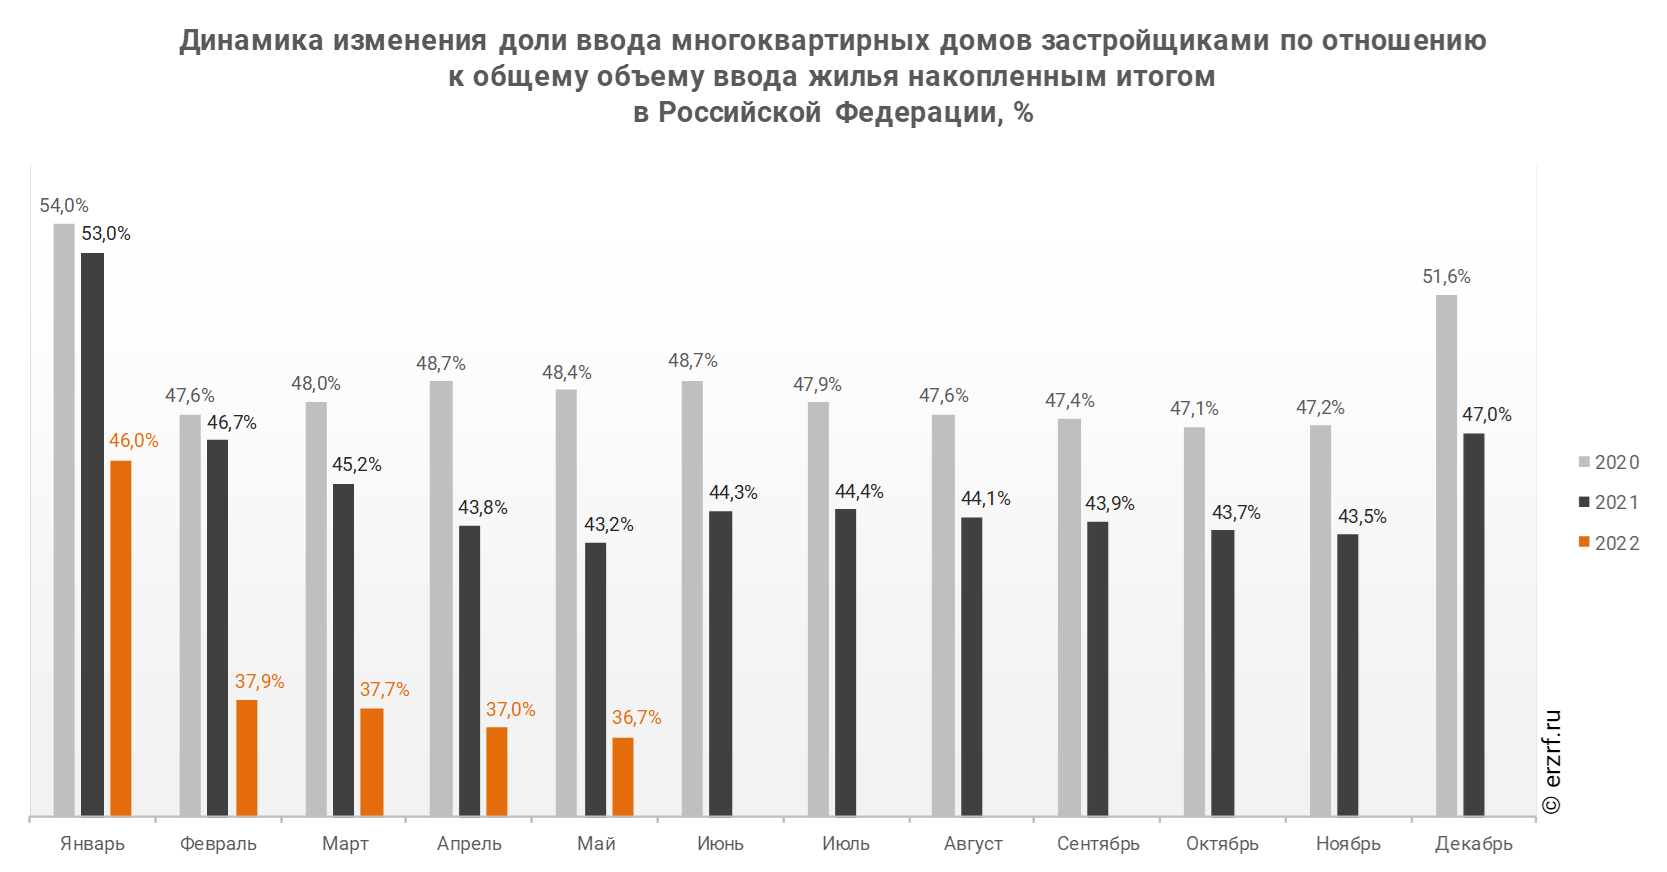 Динамика изменения доли ввода многоквартирных домов застройщиками по отношению
к общему объему ввода жилья накопленным итогом
в Российской Федерации, %
54,0%
53,0%
46,0%
47,6%
46,7%
37,9%
48,0%
45,2%
37,7%
48,7%
43,8%
37,0%
48,4%
43,2%
36,7%
48,7%
44,3%
47,9%
44,4%
47,6%
44,1%
47,4%
43,9%
47,1%
43,7%
47,2%
43,5%
51,6%
47,0%
2020
2021
2022
© erzrf.ru
Январь
Февраль
Март
Апрель
Май
Июнь
Июль
Август
Сентябрь
Октябрь
Ноябрь
Декабрь